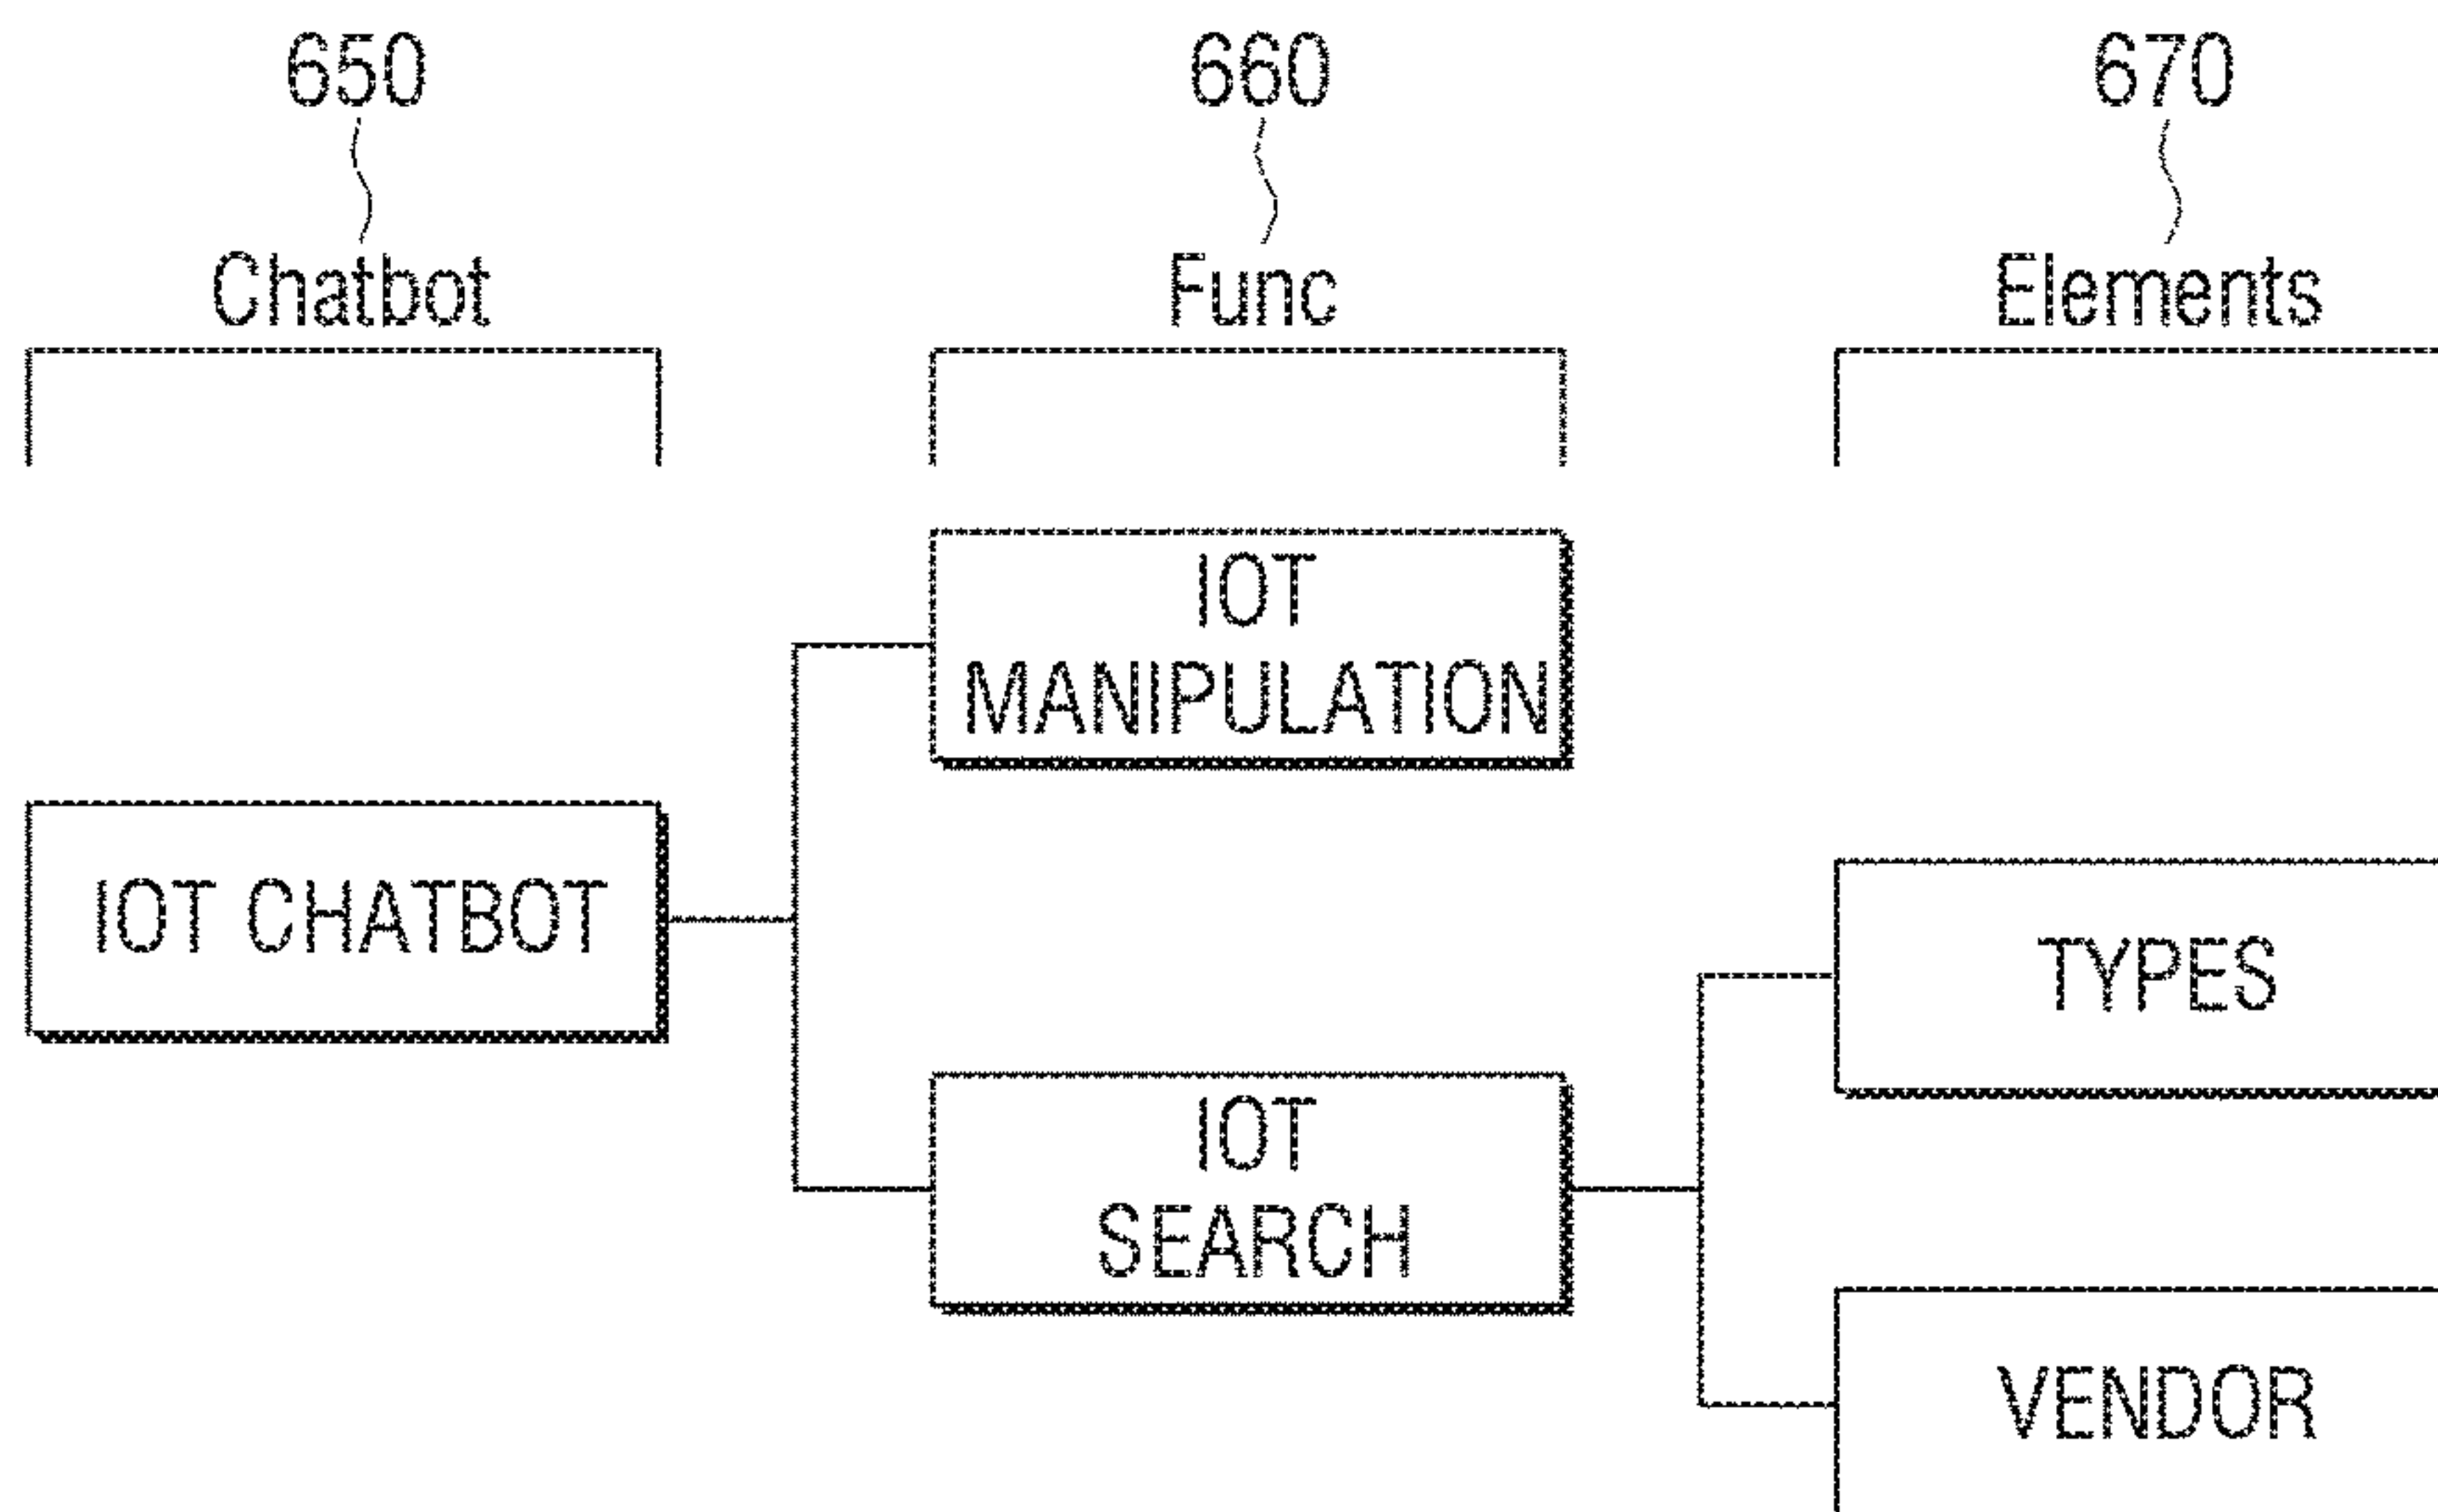 650
660
670
Chatbot
Func
Elements
IOT
MANIPULATION
IOT CHATBOT
TYPES
IOT
SEARCH
VENDOR